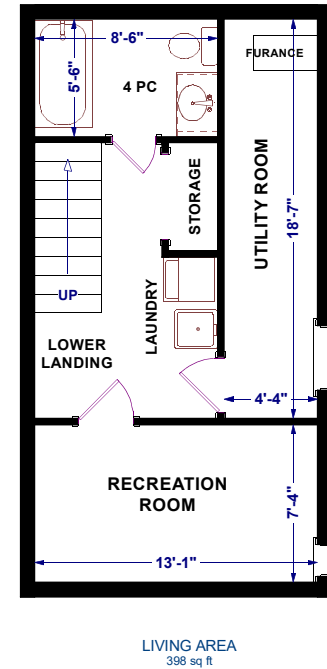 8'-6"
5'-6"
4 PC
FURANCE
STORAGE
UTILITY ROOM
18'-7"
UP
LAUNDRY
LOWER
LANDING
4'-4"
RECREATION
ROOM
7'-4"
13'-1"
LIVING AREA
398 sq ft